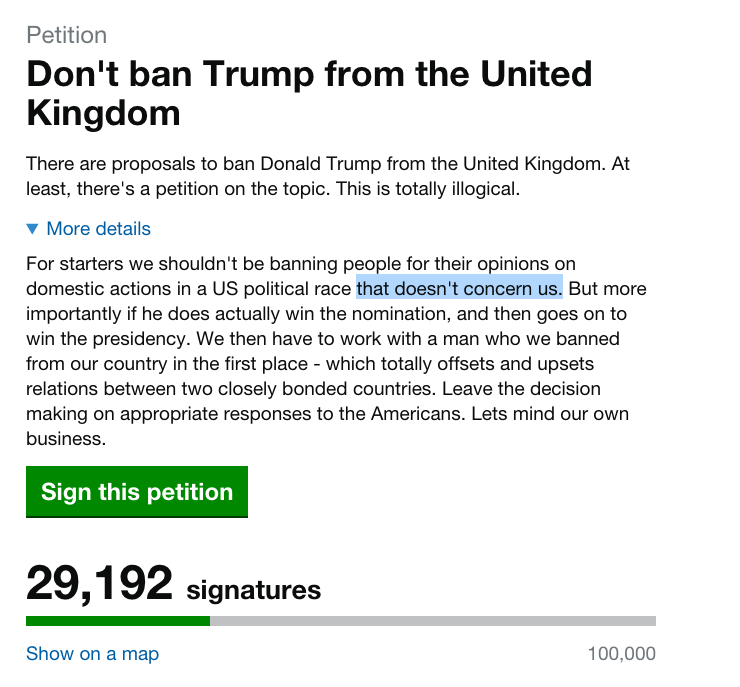 Petition
Don't ban Trump from the United
Kingdom
There are proposals to ban Donald Trump from the United Kingdom. At
least, there's a petition on the topic. This is totally illogical.
▼ More details
For starters we shouldn't be banning people for their opinions on
domestic actions in a US political race that doesn't concern us. But more
importantly if he does actually win the nomination, and then goes on to
win the presidency. We then have to work with a man who we banned
from our country in the first place - which totally offsets and upsets
relations between two closely bonded countries. Leave the decision
making on appropriate responses to the Americans. Lets mind our own
business.
Sign this petition
29,192 signatures
Show on a map 100,000